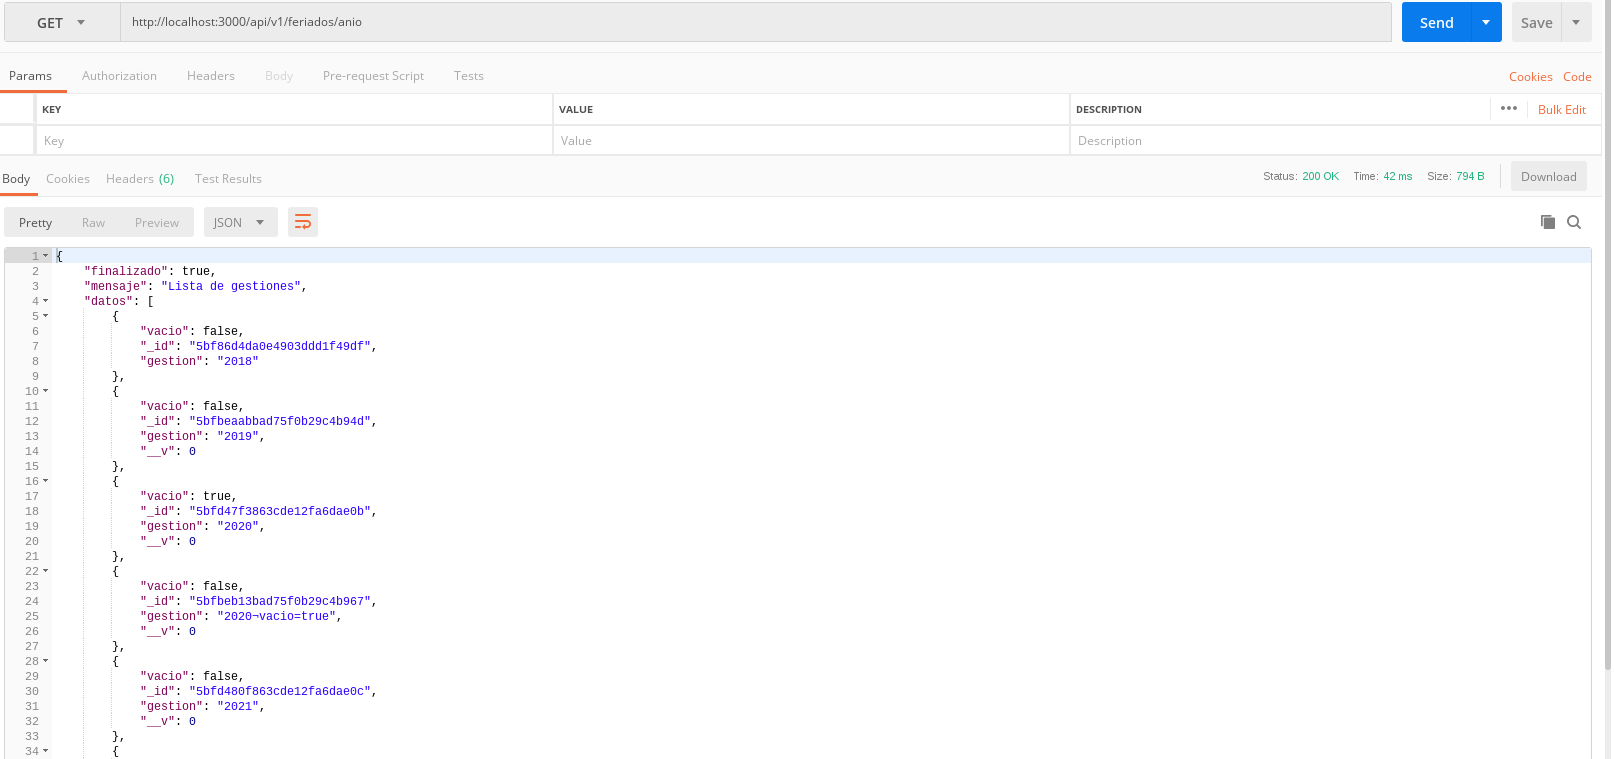 GET http://localhost:3000/api/v1/feriados/anio Send Save
Params Authorization Headers Body Pre-request Script Tests Cookies Code
KEY VALUE DESCRIPTION ••• Bulk Edit
Key Value Description
Body Cookies Headers (6) Test Results Status: 200 OK Time: 42 ms Size: 794 B Download
Pretty Raw Preview JSON
1 {
2 "finalizado": true,
3 "mensaje": "Lista de gestiones",
4 "datos": [
5 {
6 "vacio": false,
7 "_id": "5bf86d4da0e4903ddd1f49df",
8 "gestion": "2018"
9 },
10 {
11 "vacio": false,
12 "_id": "5bfbeaabbad75f0b29c4b94d",
13 "gestion": "2019",
14 "__v": 0
15 },
16 {
17 "vacio": true,
18 "_id": "5bfd47f3863cde12fa6dae0b",
19 "gestion": "2020",
20 "__v": 0
21 },
22 {
23 "vacio": false,
24 "_id": "5bfbeb13bad75f0b29c4b967",
25 "gestion": "2020¬vacio=true",
26 "__v": 0
27 },
28 {
29 "vacio": false,
30 "_id": "5bfd480f863cde12fa6dae0c",
31 "gestion": "2021",
32 "__v": 0
33 },
34 {